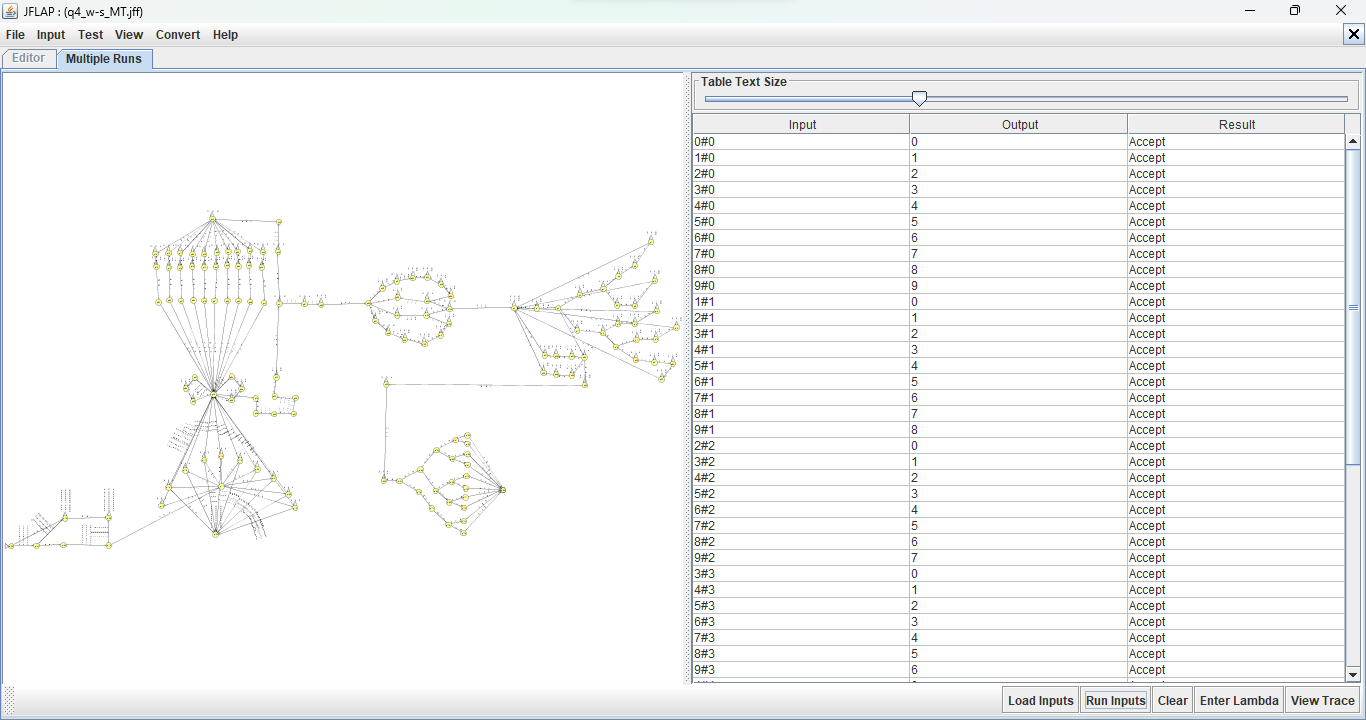 JFLAP : (q4_w-s_MT.jff)
File Input Test View Convert Help
Editor Multiple Runs
Table Text Size
Input Output Result
0#0 0 Accept
1#0 1 Accept
2#0 2 Accept
3#0 3 Accept
4#0 4 Accept
5#0 5 Accept
6#0 6 Accept
7#0 7 Accept
8#0 8 Accept
9#0 9 Accept
1#1 0 Accept
2#1 1 Accept
3#1 2 Accept
4#1 3 Accept
5#1 4 Accept
6#1 5 Accept
7#1 6 Accept
8#1 7 Accept
9#1 8 Accept
2#2 0 Accept
3#2 1 Accept
4#2 2 Accept
5#2 3 Accept
6#2 4 Accept
7#2 5 Accept
8#2 6 Accept
9#2 7 Accept
3#3 0 Accept
4#3 1 Accept
5#3 2 Accept
6#3 3 Accept
7#3 4 Accept
8#3 5 Accept
9#3 6 Accept
Load Inputs Run Inputs Clear Enter Lambda View Trace